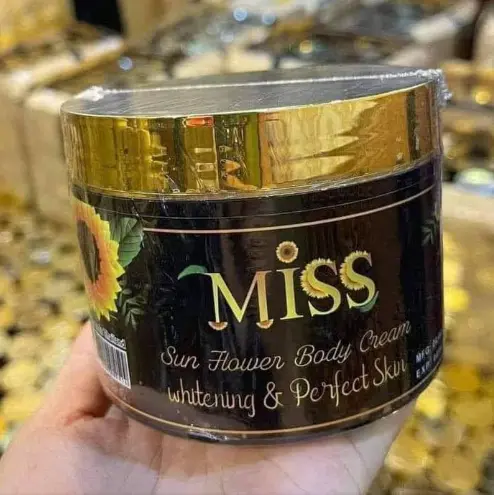 MiSS
Sun Flower Body Cream
whitening & Perfect Skin